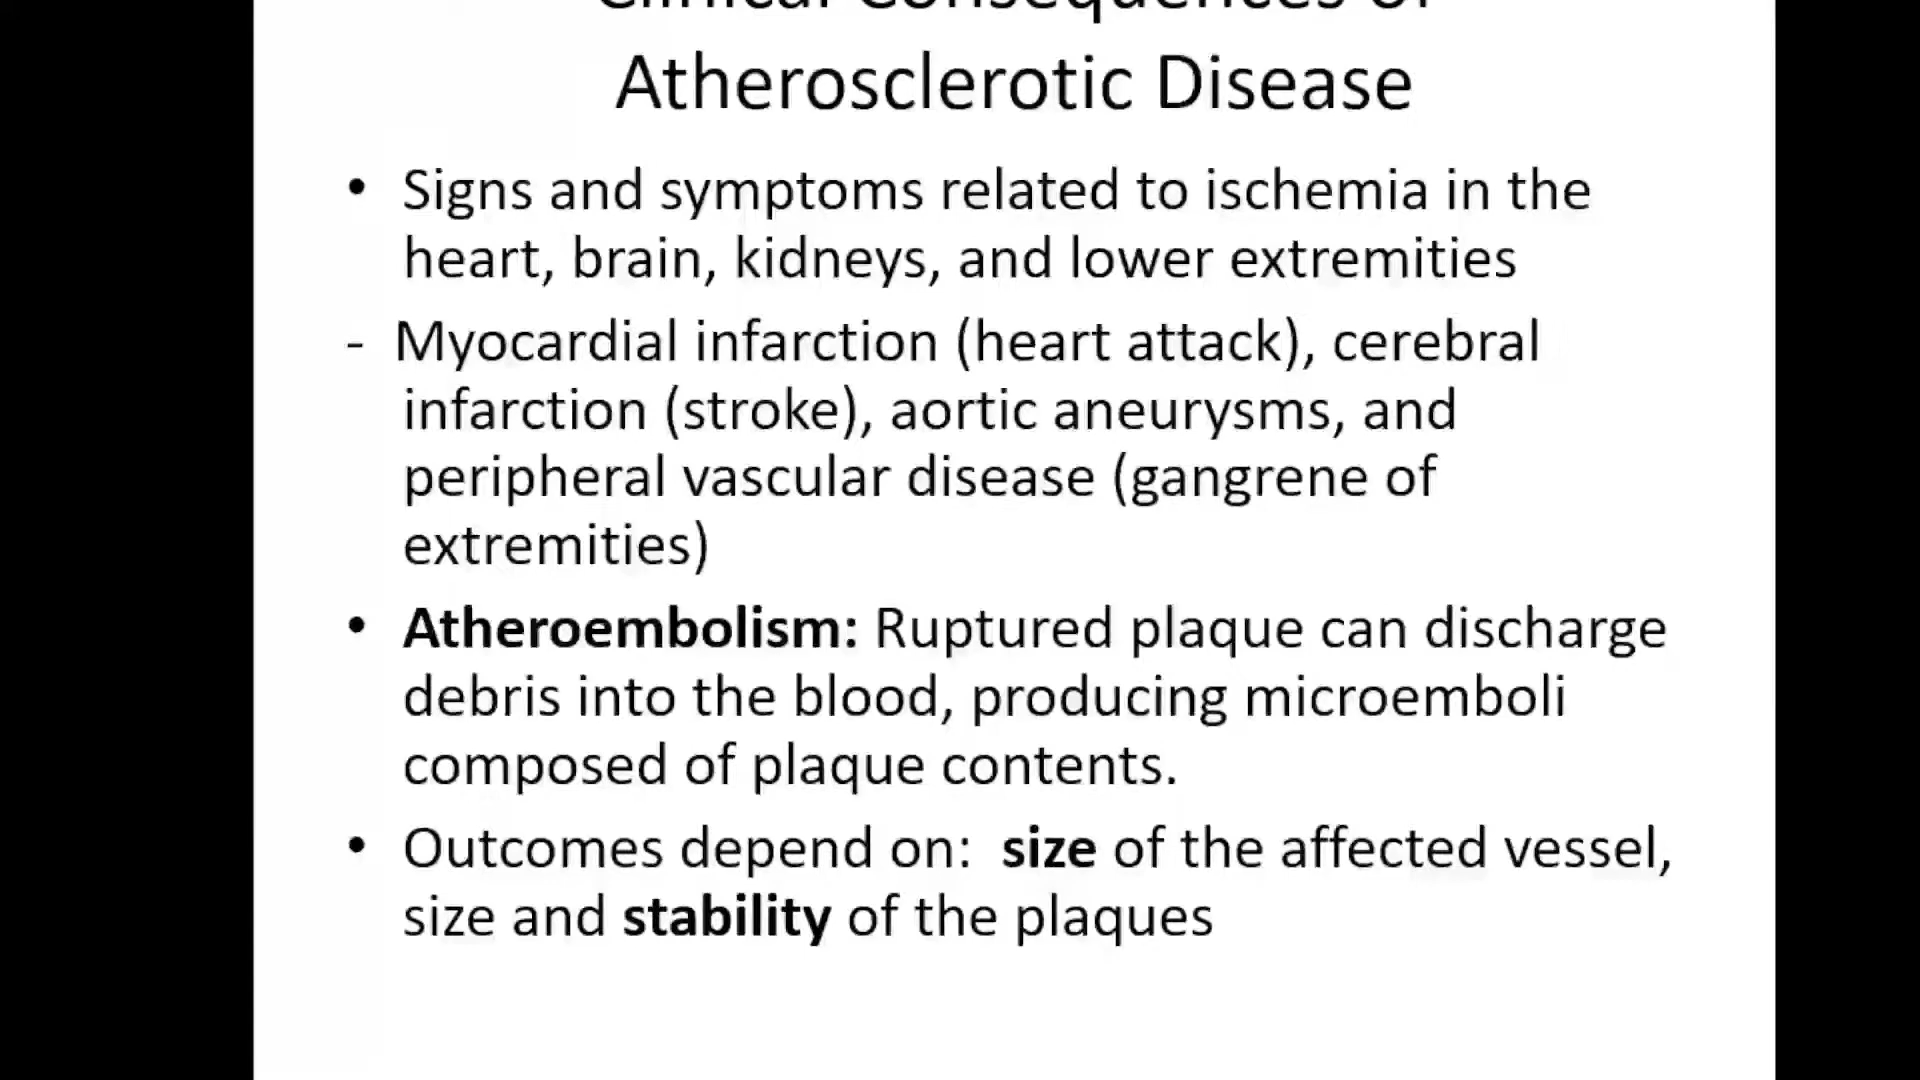 Clinical Consequences of
Atherosclerotic Disease
• Signs and symptoms related to ischemia in the
heart, brain, kidneys, and lower extremities
- Myocardial infarction (heart attack), cerebral
infarction (stroke), aortic aneurysms, and
peripheral vascular disease (gangrene of
extremities)
• Atheroembolism: Ruptured plaque can discharge
debris into the blood, producing microemboli
composed of plaque contents.
• Outcomes depend on: size of the affected vessel,
size and stability of the plaques